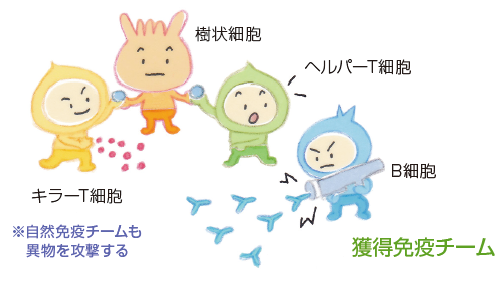 樹状細胞
ヘルパーT細胞
B細胞
キラーT細胞
※自然免疫チームも
異物を攻撃する
獲得免疫チーム